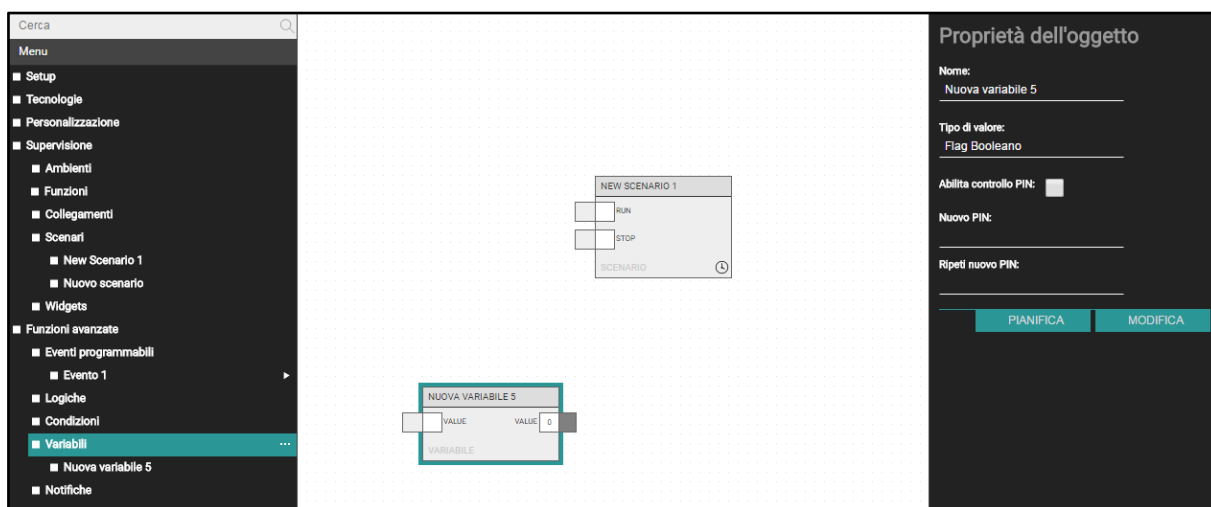 Cerca
Menu
Setup
Tecnologie
Personalizzazione
Supervisione
Ambienti
Funzioni
Collegamenti
Scenari
New Scenario 1
Nuovo scenario
Widgets
Funzioni avanzate
Eventi programmabili
Evento 1
Logiche
Condizioni
Variabili ...
Nuova variabile 5
Notifiche
NEW SCENARIO 1
RUN
STOP
SCENARIO
NUOVA VARIABILE 5
VALUE VALUE 0
VARIABILE
Proprietà dell'oggetto
Nome:
Nuova variabile 5
Tipo di valore:
Flag Booleano
Abilita controllo PIN:
Nuovo PIN:
Ripeti nuovo PIN:
PIANIFICA MODIFICA